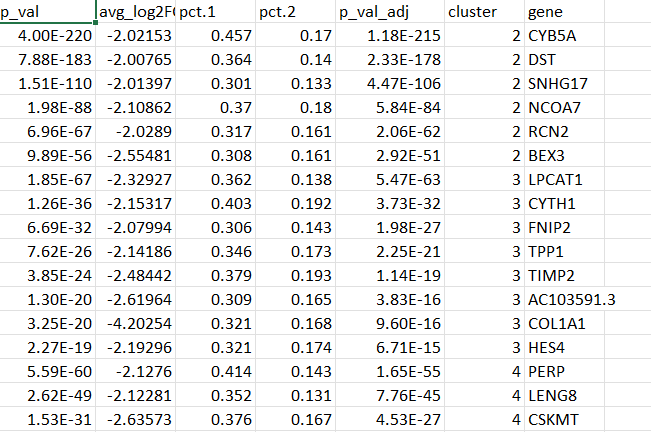 p_val avg_log2F pct.1 pct.2 p_val_adj cluster gene
4.00E-220 -2.02153 0.457 0.17 1.18E-215 2 CYB5A
7.88E-183 -2.00765 0.364 0.14 2.33E-178 2 DST
1.51E-110 -2.01397 0.301 0.133 4.47E-106 2 SNHG17
1.98E-88 -2.10862 0.37 0.18 5.84E-84 2 NCOA7
6.96E-67 -2.0289 0.317 0.161 2.06E-62 2 RCN2
9.89E-56 -2.55481 0.308 0.161 2.92E-51 2 BEX3
1.85E-67 -2.32927 0.362 0.138 5.47E-63 3 LPCAT1
1.26E-36 -2.15317 0.403 0.192 3.73E-32 3 CYTH1
6.69E-32 -2.07994 0.306 0.143 1.98E-27 3 FNIP2
7.62E-26 -2.14186 0.346 0.173 2.25E-21 3 TPP1
3.85E-24 -2.48442 0.379 0.193 1.14E-19 3 TIMP2
1.30E-20 -2.61964 0.309 0.165 3.83E-16 3 AC103591.3
3.25E-20 -4.20254 0.321 0.168 9.60E-16 3 COL1A1
2.27E-19 -2.19296 0.321 0.174 6.71E-15 3 HES4
5.59E-60 -2.1276 0.414 0.143 1.65E-55 4 PERP
2.62E-49 -2.12281 0.352 0.131 7.76E-45 4 LENG8
1.53E-31 -2.63573 0.376 0.167 4.53E-27 4 CSKMT